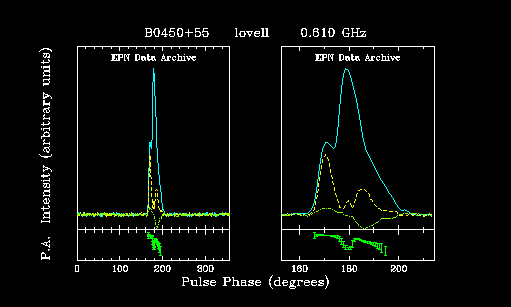 B0450+55 lovell 0.610 GHz
EPN Data Archive EPN Data Archive
P.A. Intensity (arbitrary units)
0 100 200 300 160 180 200
Pulse Phase (degrees)